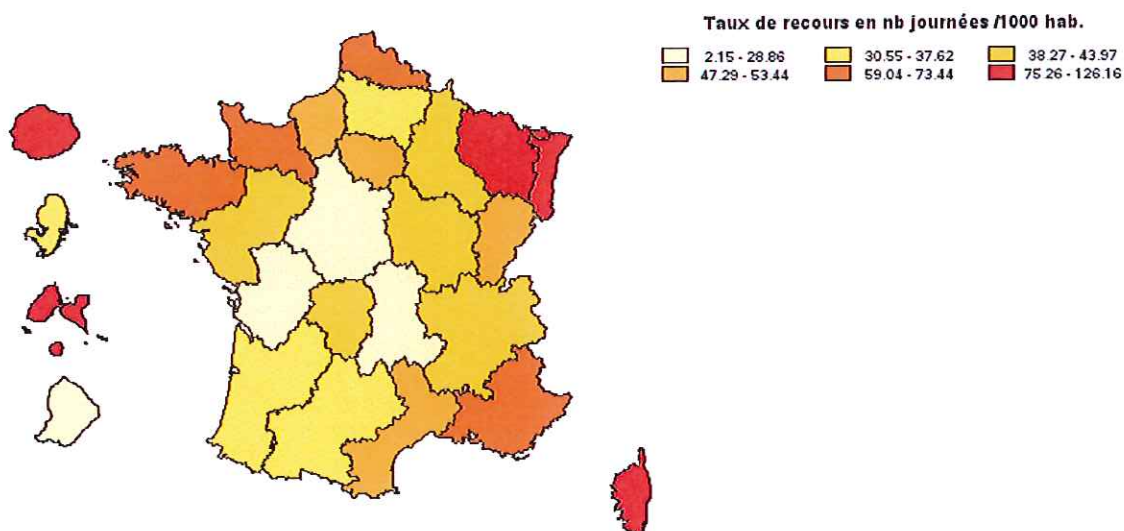 Taux de recours en nb journées /1000 hab.
2.15 - 28.86 30.55 - 37.62 38.27 - 43.97
47.29 - 53.44 59.04 - 73.44 75.26 - 126.16